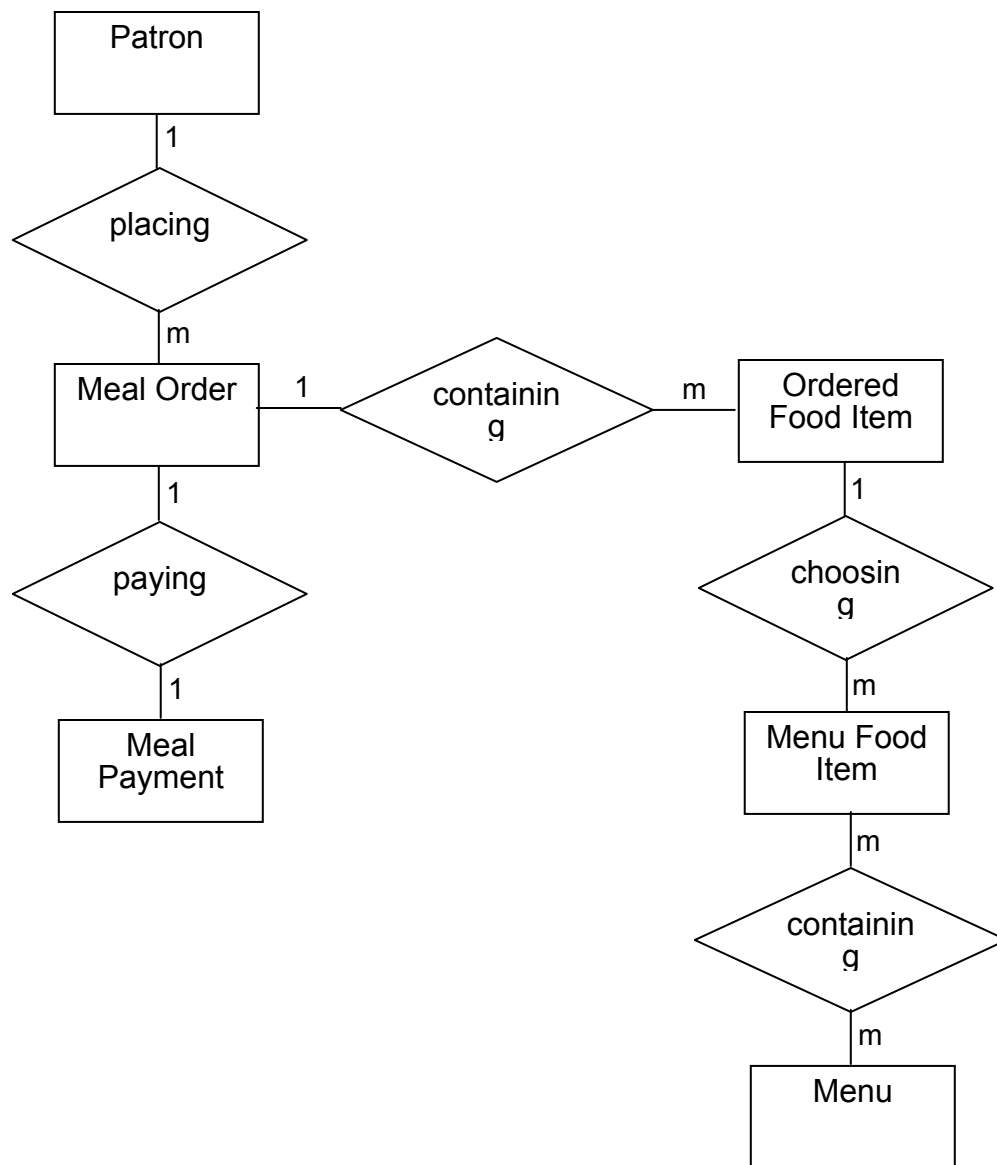 Patron
1
placing
m
Meal Order
1
containin
g
m
Ordered
Food Item
1
paying
1
Meal
Payment
1
choosin
g
m
Menu Food
Item
m
containin
g
m
Menu